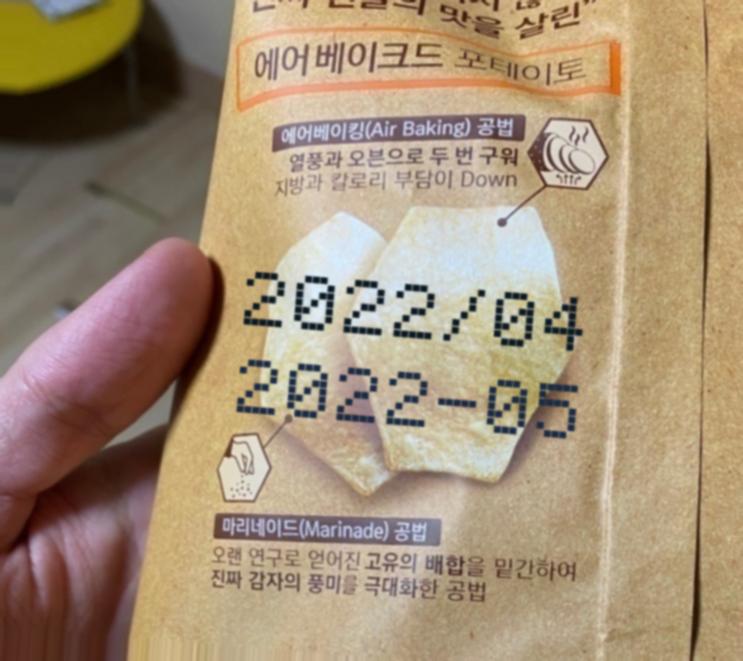 맛을 살린”
에어베이크드 포테이토
에어베이킹(Air Baking) 공법
열풍과 오븐으로 두 번 구워
지방과 칼로리 부담이 Down
2022/04
2022-05
마리네이드(Marinade) 공법
오랜 연구로 얻어진 고유의 배합을 밑간하여
진짜 감자의 풍미를 극대화한 공법